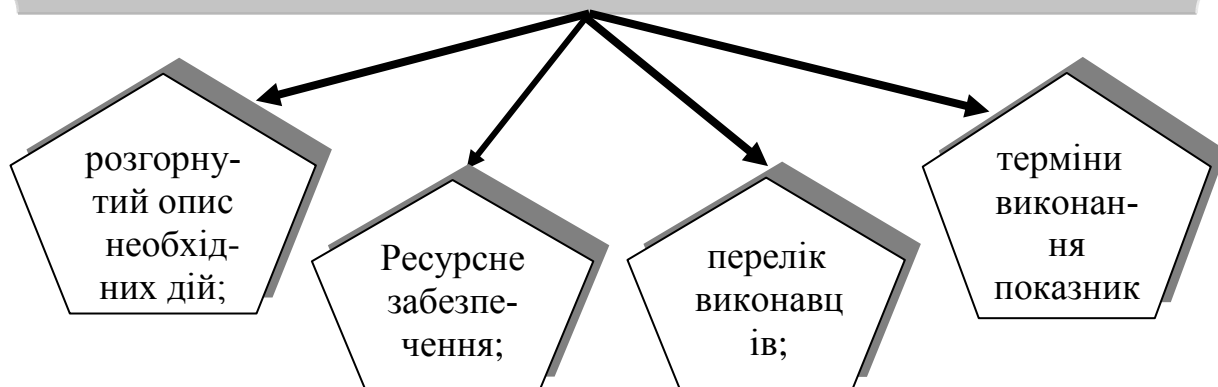 розгорну-
тий опис
необхід-
них дій;
Ресурсне
забезпе-
чення;
перелік
виконавц
ів;
терміни
виконан-
ня
показник